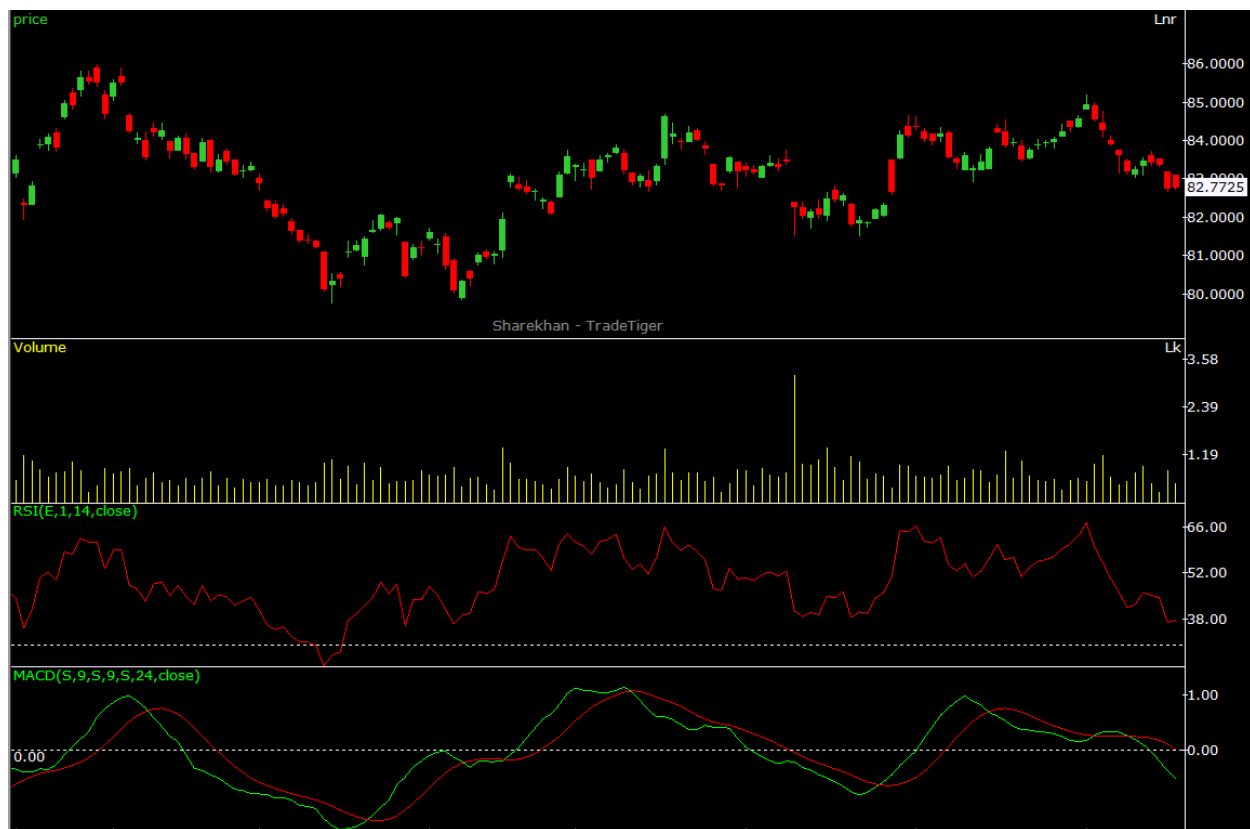 price
Lnr
86.0000
85.0000
84.0000
82.7725
82.0000
81.0000
80.0000
Sharekhan - TradeTiger
Volume
Lk
3.58
2.39
1.19
RSI(E,1,14,close)
66.00
52.00
38.00
MACD(S,9,S,9,S,24,close)
1.00
0.00
0.00